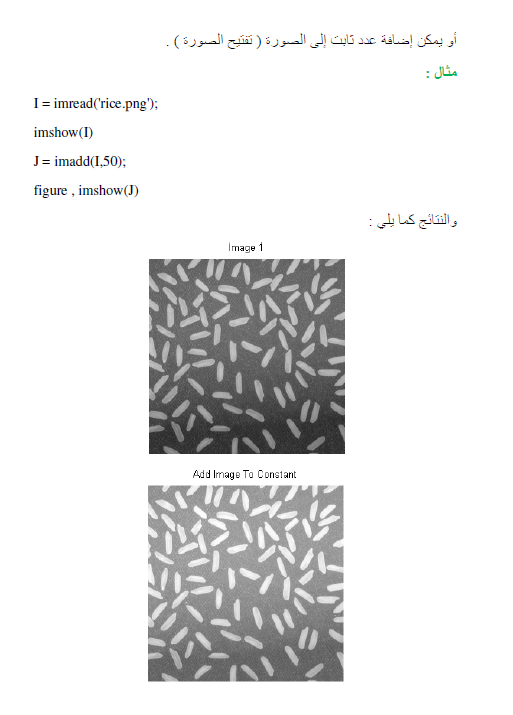 أو يمكن إضافة عدد ثابت إلى الصورة ( تفتيح الصورة ) .
مثال :
I = imread('rice.png');
imshow(I)
J = imadd(I,50);
figure , imshow(J)
والنتائج كما يلي :
Image 1
Add Image To Constant